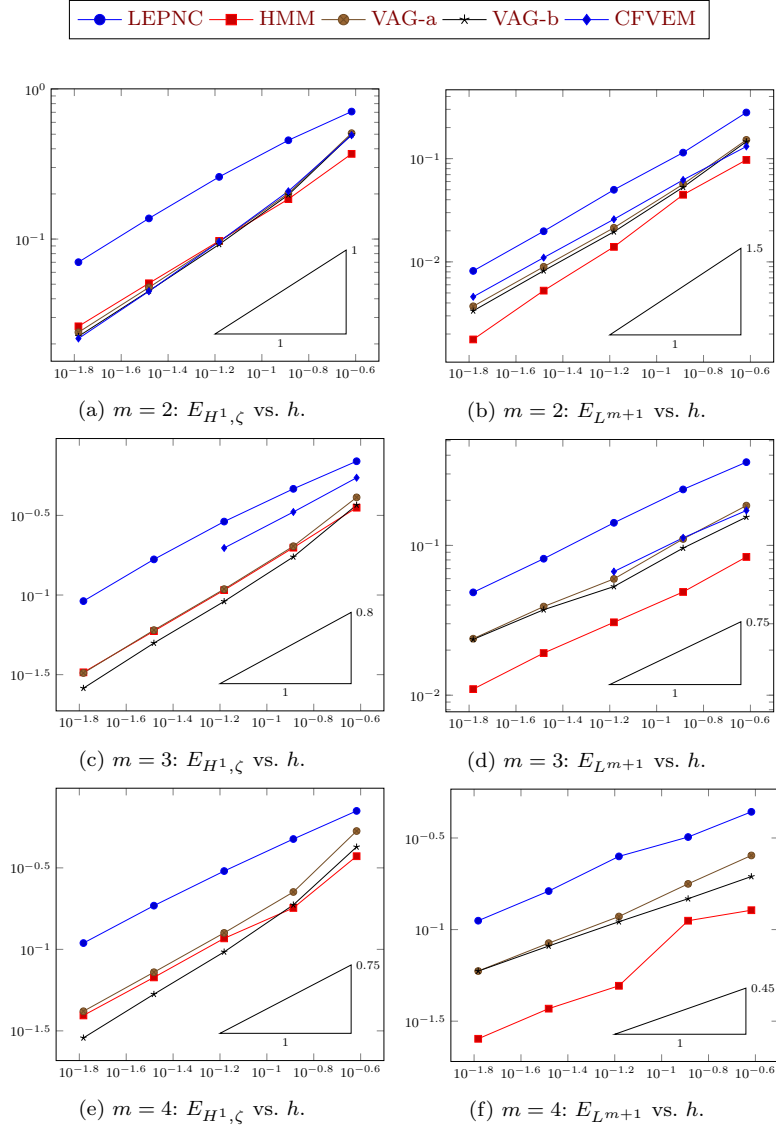 LEPNC HMM VAG-a VAG-b CFVEM
10^0
10^−1
1
1
10^−1.8 10^−1.6 10^−1.4 10^−1.2 10^−1 10^−0.8 10^−0.6
(a) m = 2: E_{H^1,ζ} vs. h.
10^−1
10^−2
1.5
1
10^−1.8 10^−1.6 10^−1.4 10^−1.2 10^−1 10^−0.8 10^−0.6
(b) m = 2: E_{L^{m+1}} vs. h.
10^−0.5
10^−1
10^−1.5
0.8
1
10^−1.8 10^−1.6 10^−1.4 10^−1.2 10^−1 10^−0.8 10^−0.6
(c) m = 3: E_{H^1,ζ} vs. h.
10^−1
10^−2
0.75
1
10^−1.8 10^−1.6 10^−1.4 10^−1.2 10^−1 10^−0.8 10^−0.6
(d) m = 3: E_{L^{m+1}} vs. h.
10^−0.5
10^−1
10^−1.5
0.75
1
10^−1.8 10^−1.6 10^−1.4 10^−1.2 10^−1 10^−0.8 10^−0.6
(e) m = 4: E_{H^1,ζ} vs. h.
10^−0.5
10^−1
10^−1.5
0.45
1
10^−1.8 10^−1.6 10^−1.4 10^−1.2 10^−1 10^−0.8 10^−0.6
(f) m = 4: E_{L^{m+1}} vs. h.